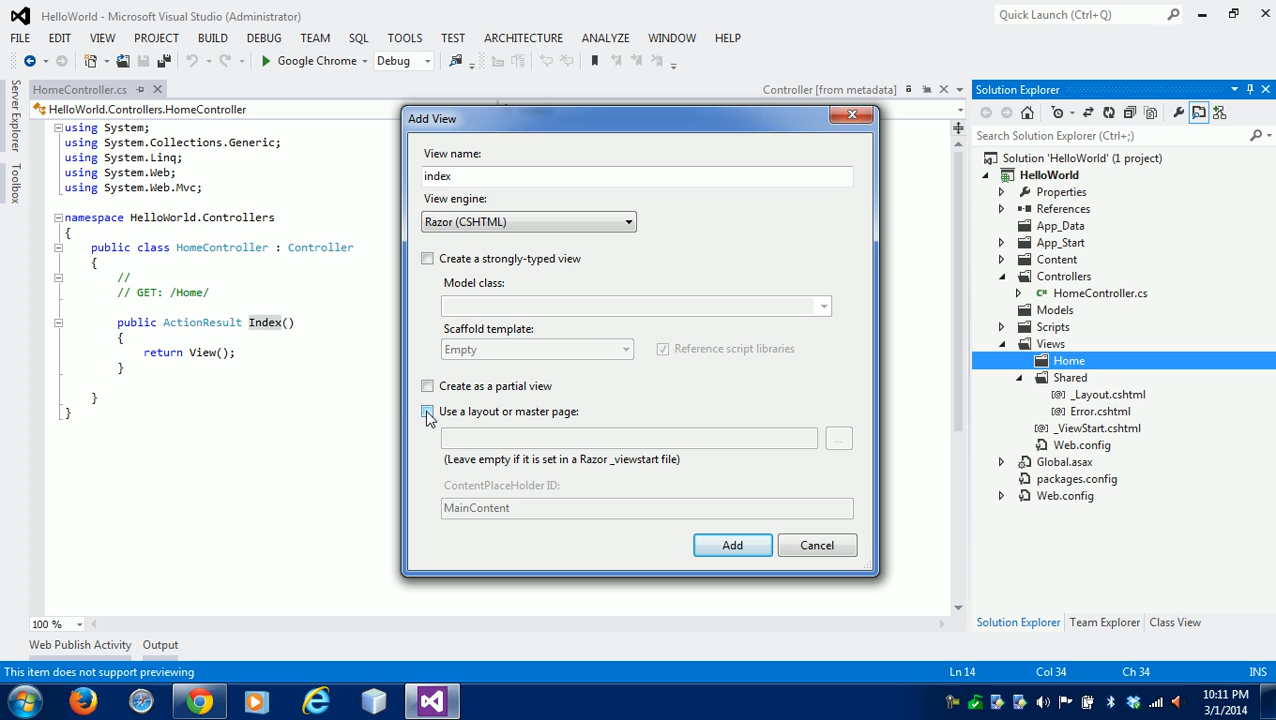 HelloWorld - Microsoft Visual Studio (Administrator)
Quick Launch (Ctrl+Q)
FILE EDIT VIEW PROJECT BUILD DEBUG TEAM SQL TOOLS TEST ARCHITECTURE ANALYZE WINDOW HELP
Google Chrome Debug
Server Explorer
Toolbox
HomeController.cs
Controller [from metadata]
HelloWorld.Controllers.HomeController
using System;
using System.Collections.Generic;
using System.Linq;
using System.Web;
using System.Web.Mvc;
namespace HelloWorld.Controllers
{
public class HomeController : Controller
{
//
// GET: /Home/
public ActionResult Index()
{
return View();
}
}
}
100 %
Add View
View name:
index
View engine:
Razor (CSHTML)
Create a strongly-typed view
Model class:
Scaffold template:
Empty
Reference script libraries
Create as a partial view
Use a layout or master page:
...
(Leave empty if it is set in a Razor _viewstart file)
ContentPlaceHolder ID:
MainContent
Add Cancel
Solution Explorer
Search Solution Explorer (Ctrl+;)
Solution 'HelloWorld' (1 project)
HelloWorld
Properties
References
App_Data
App_Start
Content
Controllers
C# HomeController.cs
Models
Scripts
Views
Home
Shared
[@] _Layout.cshtml
[@] Error.cshtml
[@] _ViewStart.cshtml
Web.config
Global.asax
packages.config
Web.config
Solution Explorer Team Explorer Class View
Web Publish Activity Output
This item does not support previewing
Ln 14 Col 34 Ch 34 INS
10:11 PM
3/1/2014